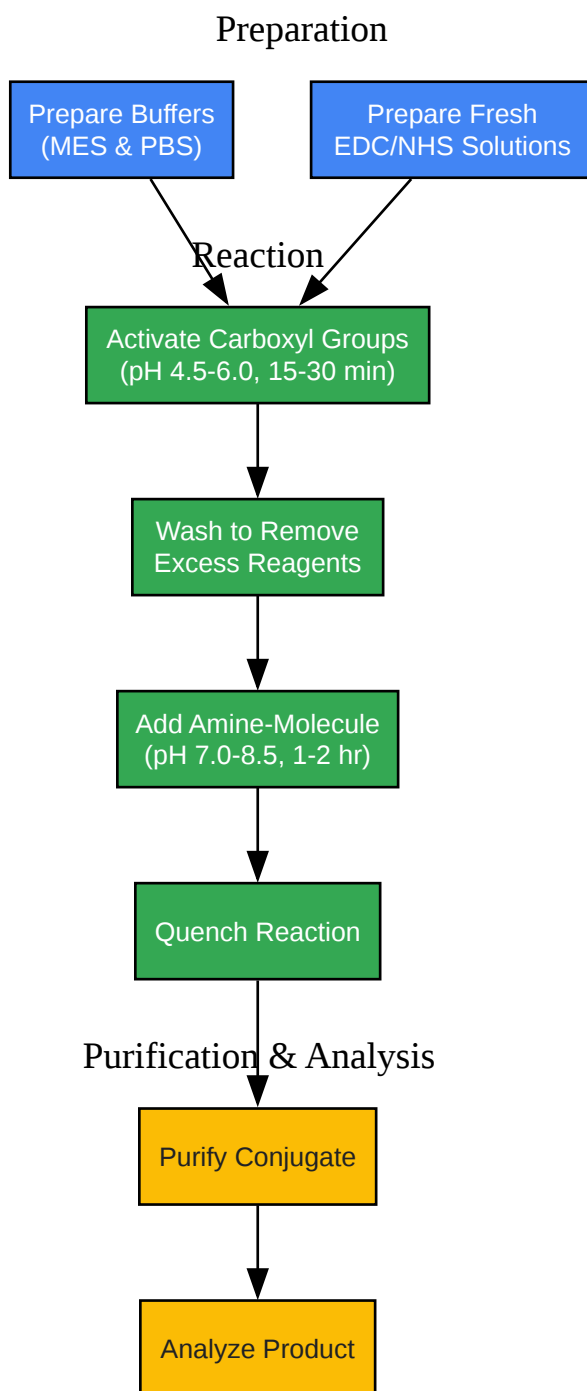 Preparation
Prepare Buffers
(MES & PBS)
Prepare Fresh
EDC/NHS Solutions
Reaction
Activate Carboxyl Groups
(pH 4.5-6.0, 15-30 min)
Wash to Remove
Excess Reagents
Add Amine-Molecule
(pH 7.0-8.5, 1-2 hr)
Quench Reaction
Purification & Analysis
Purify Conjugate
Analyze Product